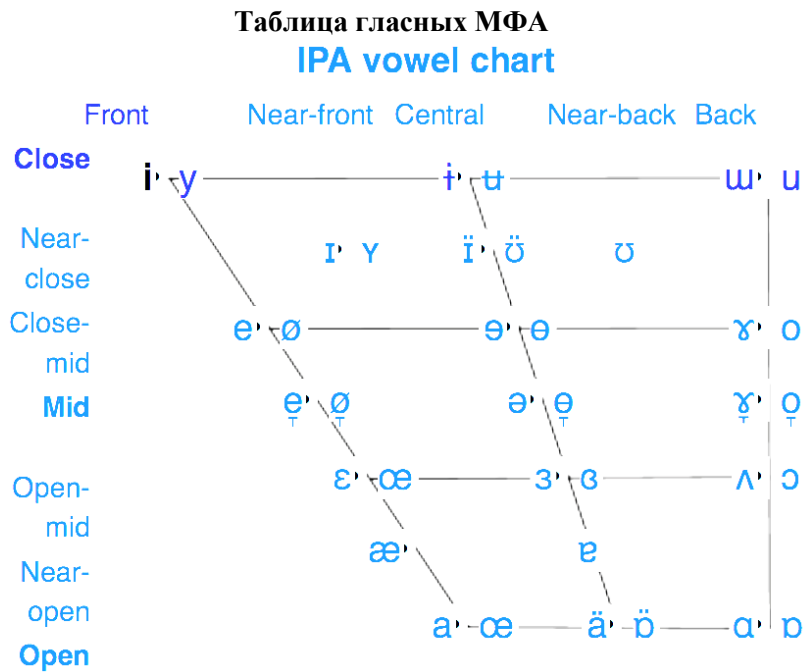 Таблица гласных МФА
IPA vowel chart
Front Near-front Central Near-back Back
Close
i y ɨ ʉ ɯ u
Near-
close
ɪ ʏ ɪ̈ ʊ̈ ʊ
Close-
mid
e ø ɘ ɵ ɤ o
Mid
e̞ ø̞ ə ɵ̞ ɤ̞ o̞
Open-
mid
ɛ œ ɜ ɞ ʌ ɔ
Near-
open
æ ɐ
Open
a œ ä ɒ̈ ɑ ɒ